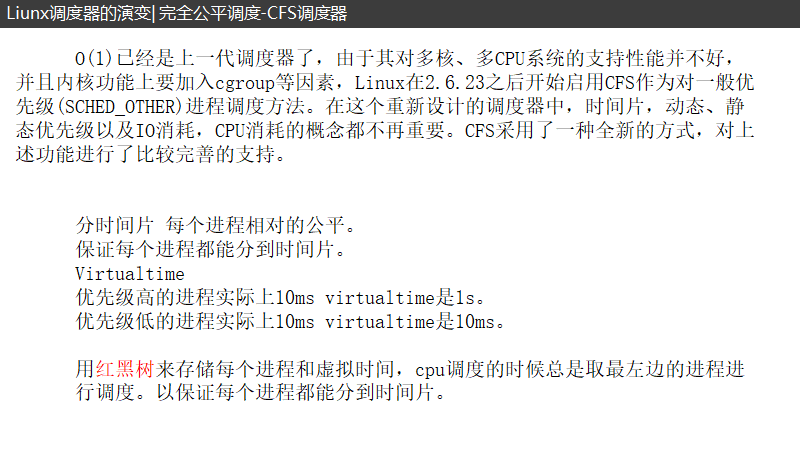 Liunx调度器的演变|完全公平调度-CFS调度器
O(1)已经是上一代调度器了，由于其对多核、多CPU系统的支持性能并不好，
并且内核功能上要加入cgroup等因素，Linux在2.6.23之后开始启用CFS作为对一般优
先级(SCHED_OTHER)进程调度方法。在这个重新设计的调度器中，时间片，动态、静
态优先级以及IO消耗，CPU消耗的概念都不再重要。CFS采用了一种全新的方式，对上
述功能进行了比较完善的支持。
分时间片 每个进程相对的公平。
保证每个进程都能分到时间片。
Virtualtime
优先级高的进程实际上10ms virtualtime是1s。
优先级低的进程实际上10ms virtualtime是10ms。
用红黑树来存储每个进程和虚拟时间，cpu调度的时候总是取最左边的进程进
行调度。以保证每个进程都能分到时间片。